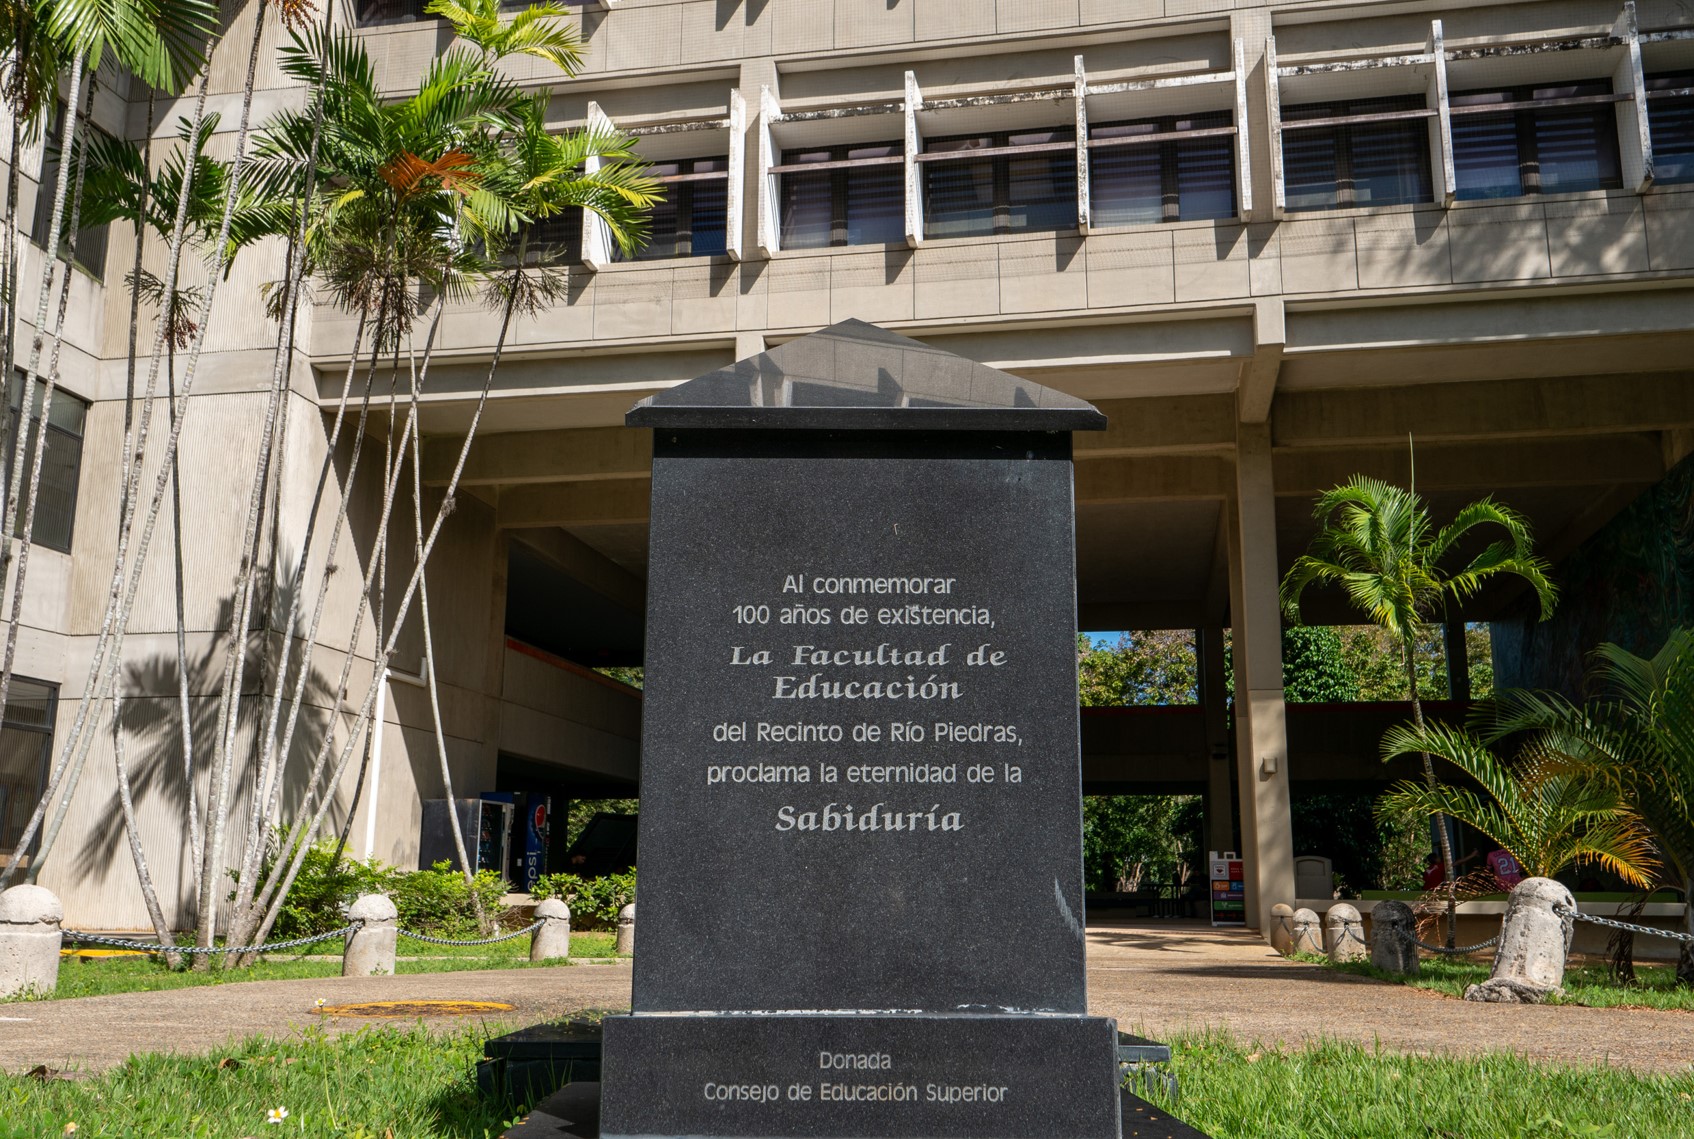 Al conmemorar
100 años de existencia,
La Facultad de
Educación
del Recinto de Río Piedras,
proclama la eternidad de la
Sabiduría
Donada
Consejo de Educación Superior
pepsi